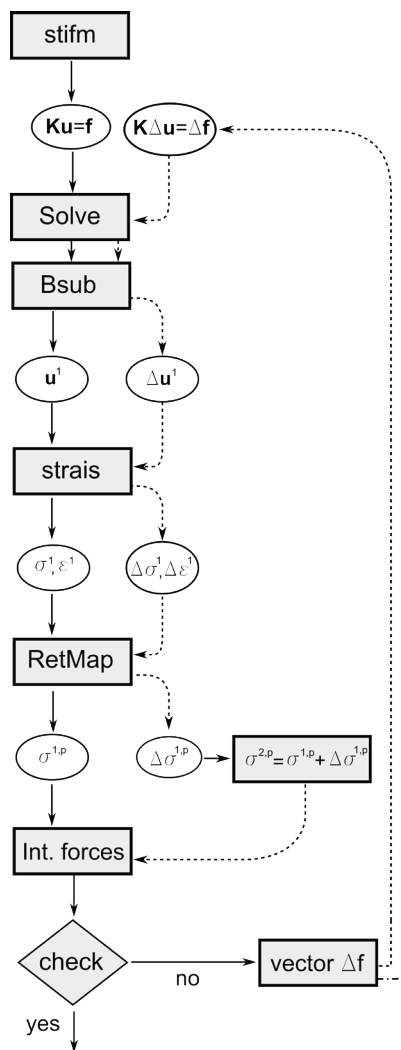 stifm
Ku=f
KΔu=Δf
Solve
Bsub
u¹
Δu¹
strais
σ¹,ε¹
Δσ¹,Δε¹
RetMap
σ¹,ᵖ
Δσ¹,ᵖ
σ²,ᵖ=σ¹,ᵖ+Δσ¹,ᵖ
Int. forces
check
no
vector Δf
yes